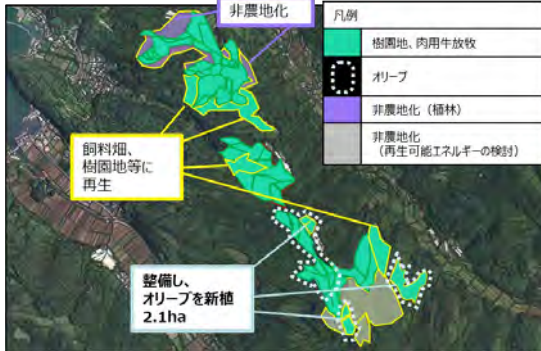 非農地化
凡例
樹園地、肉用牛放牧
オリーブ
非農地化（植林）
非農地化
（再生可能エネルギーの検討）
飼料畑、
樹園地等に
再生
整備し、
オリーブを新植
2.1ha